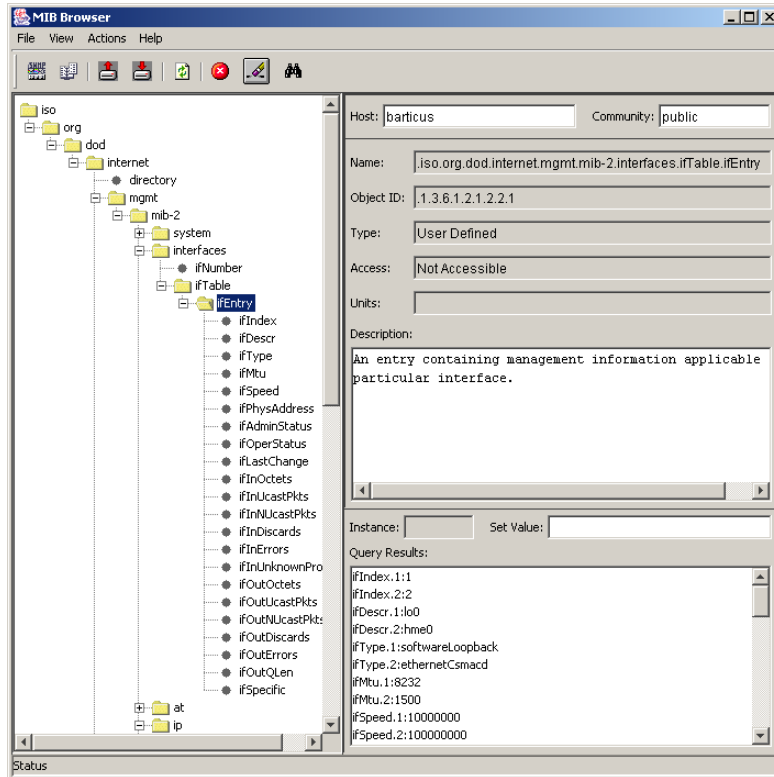 MIB Browser
File View Actions Help
iso
org
dod
internet
directory
mgmt
mib-2
system
interfaces
ifNumber
ifTable
ifEntry
ifIndex
ifDescr
ifType
ifMtu
ifSpeed
ifPhysAddress
ifAdminStatus
ifOperStatus
ifLastChange
ifInOctets
ifInUcastPkts
ifInNUcastPkts
ifInDiscards
ifInErrors
ifInUnknownPro
ifOutOctets
ifOutUcastPkts
ifOutNUcastPkts
ifOutDiscards
ifOutErrors
ifOutQLen
ifSpecific
at
ip
Host: barticus Community: public
Name: .iso.org.dod.internet.mgmt.mib-2.interfaces.ifTable.ifEntry
Object ID: .1.3.6.1.2.1.2.2.1
Type: User Defined
Access: Not Accessible
Units:
Description:
An entry containing management information applicable
particular interface.
Instance: Set Value:
Query Results:
ifIndex.1:1
ifIndex.2:2
ifDescr.1:lo0
ifDescr.2:hme0
ifType.1:softwareLoopback
ifType.2:ethernetCsmacd
ifMtu.1:8232
ifMtu.2:1500
ifSpeed.1:10000000
ifSpeed.2:100000000
Status